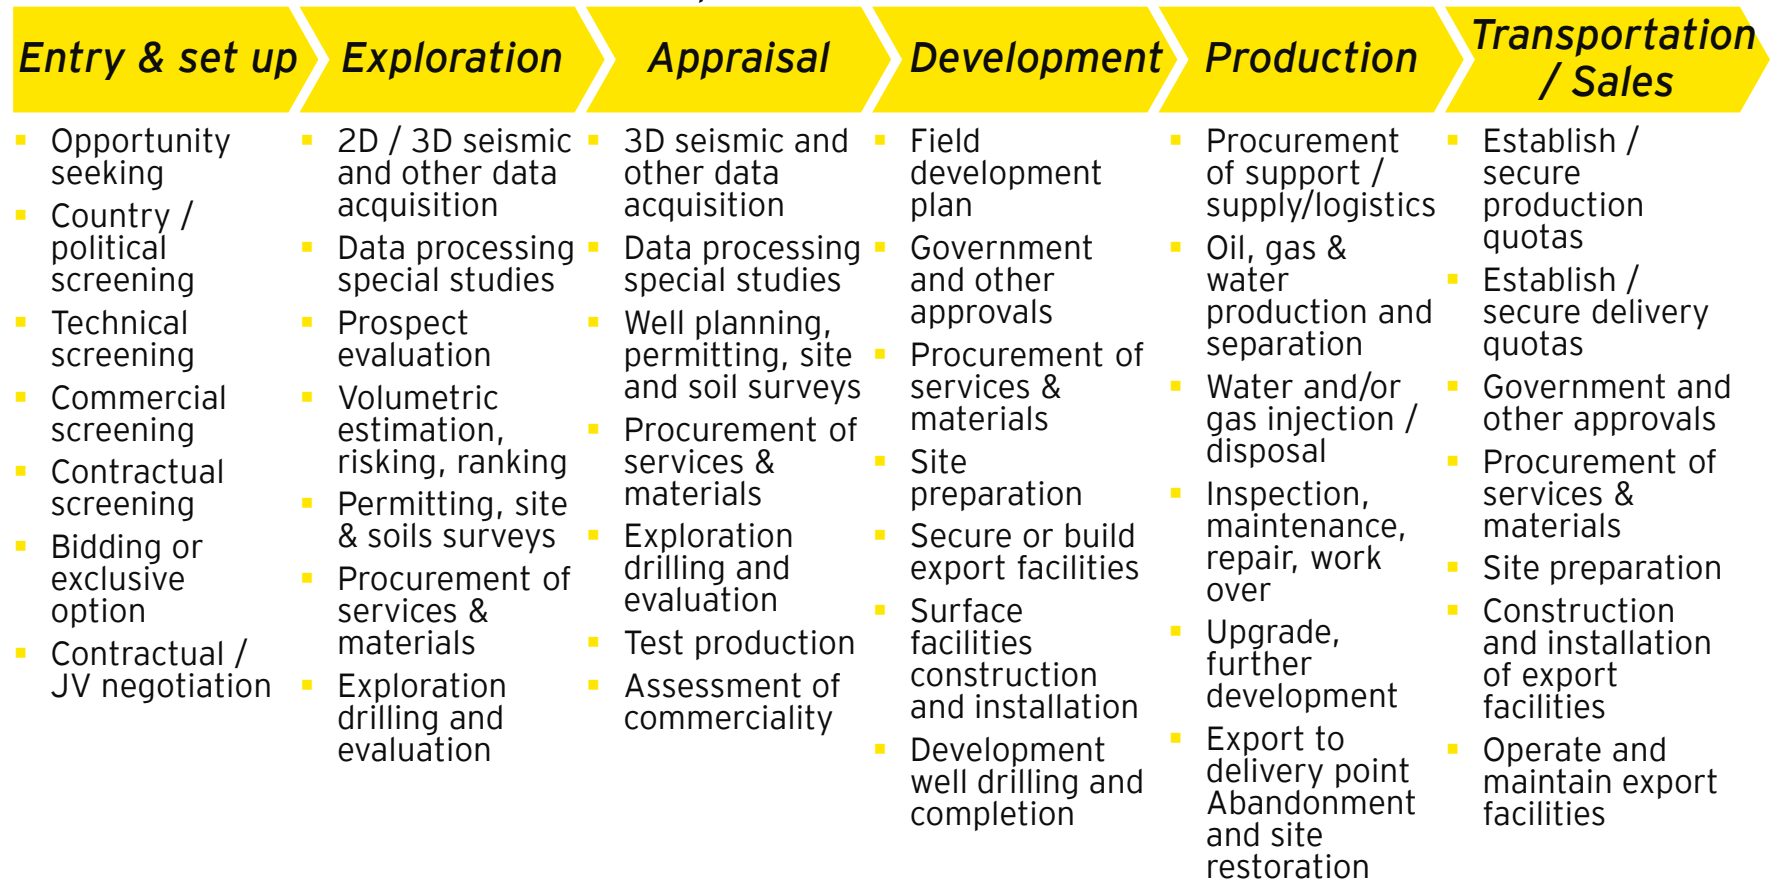 Entry & set up
Exploration
Appraisal
Development
Production
Transportation
/ Sales
▪ Opportunity
seeking
▪ Country /
political
screening
▪ Technical
screening
▪ Commercial
screening
▪ Contractual
screening
▪ Bidding or
exclusive
option
▪ Contractual /
JV negotiation
▪ 2D / 3D seismic
and other data
acquisition
▪ Data processing
special studies
▪ Prospect
evaluation
▪ Volumetric
estimation,
risking, ranking
▪ Permitting, site
& soils surveys
▪ Procurement of
services &
materials
▪ Exploration
drilling and
evaluation
▪ 3D seismic and
other data
acquisition
▪ Data processing
special studies
▪ Well planning,
permitting, site
and soil surveys
▪ Procurement of
services &
materials
▪ Exploration
drilling and
evaluation
▪ Test production
▪ Assessment of
commerciality
▪ Field
development
plan
▪ Government
and other
approvals
▪ Procurement of
services &
materials
▪ Site
preparation
▪ Secure or build
export facilities
▪ Surface
facilities
construction
and installation
▪ Development
well drilling and
completion
▪ Procurement
of support /
supply/logistics
▪ Oil, gas &
water
production and
separation
▪ Water and/or
gas injection /
disposal
▪ Inspection,
maintenance,
repair, work
over
▪ Upgrade,
further
development
▪ Export to
delivery point
Abandonment
and site
restoration
▪ Establish /
secure
production
quotas
▪ Establish /
secure delivery
quotas
▪ Government and
other approvals
▪ Procurement of
services &
materials
▪ Site preparation
▪ Construction
and installation
of export
facilities
▪ Operate and
maintain export
facilities